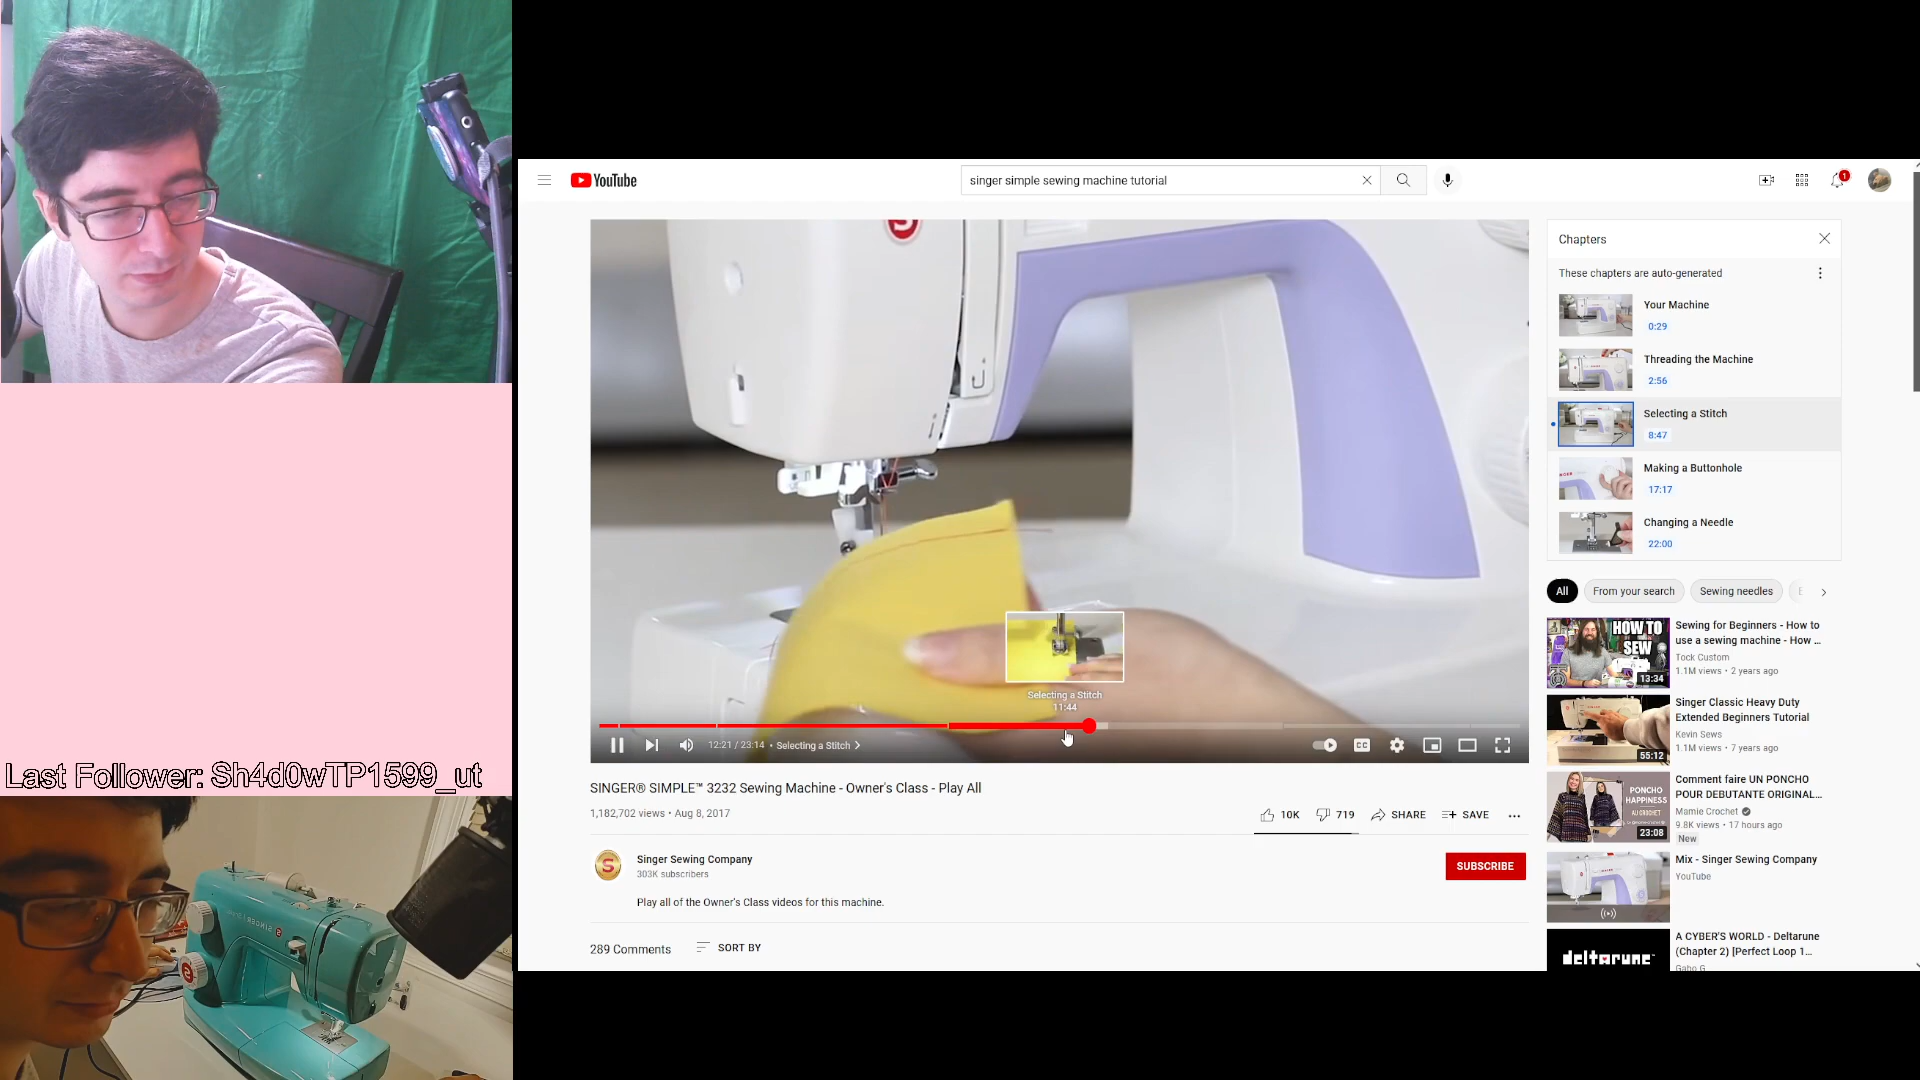 Last Follower: Sh4d0wTP1599_ut
YouTube
singer simple sewing machine tutorial
1
Selecting a Stitch
11:44
12:21 / 23:14 • Selecting a Stitch
CC
SINGER® SIMPLE™ 3232 Sewing Machine - Owner's Class - Play All
1,182,702 views • Aug 8, 2017
10K
719
SHARE
SAVE
S
Singer Sewing Company
303K subscribers
SUBSCRIBE
Play all of the Owner's Class videos for this machine.
289 Comments
SORT BY
Chapters
These chapters are auto-generated
Your Machine
0:29
Threading the Machine
2:56
Selecting a Stitch
8:47
Making a Buttonhole
17:17
Changing a Needle
22:00
All
From your search
Sewing needles
HOW TO
SEW
13:34
Sewing for Beginners - How to
use a sewing machine - How ...
Tock Custom
1.1M views • 2 years ago
55:12
Singer Classic Heavy Duty
Extended Beginners Tutorial
Kevin Sews
1.1M views • 7 years ago
PONCHO
HAPPINESS
AU CROCHET
23:08
Comment faire UN PONCHO
POUR DEBUTANTE ORIGINAL...
Mamie Crochet
9.8K views • 17 hours ago
New
Mix - Singer Sewing Company
YouTube
deltarune
A CYBER'S WORLD - Deltarune
(Chapter 2) [Perfect Loop 1...
Gabo G